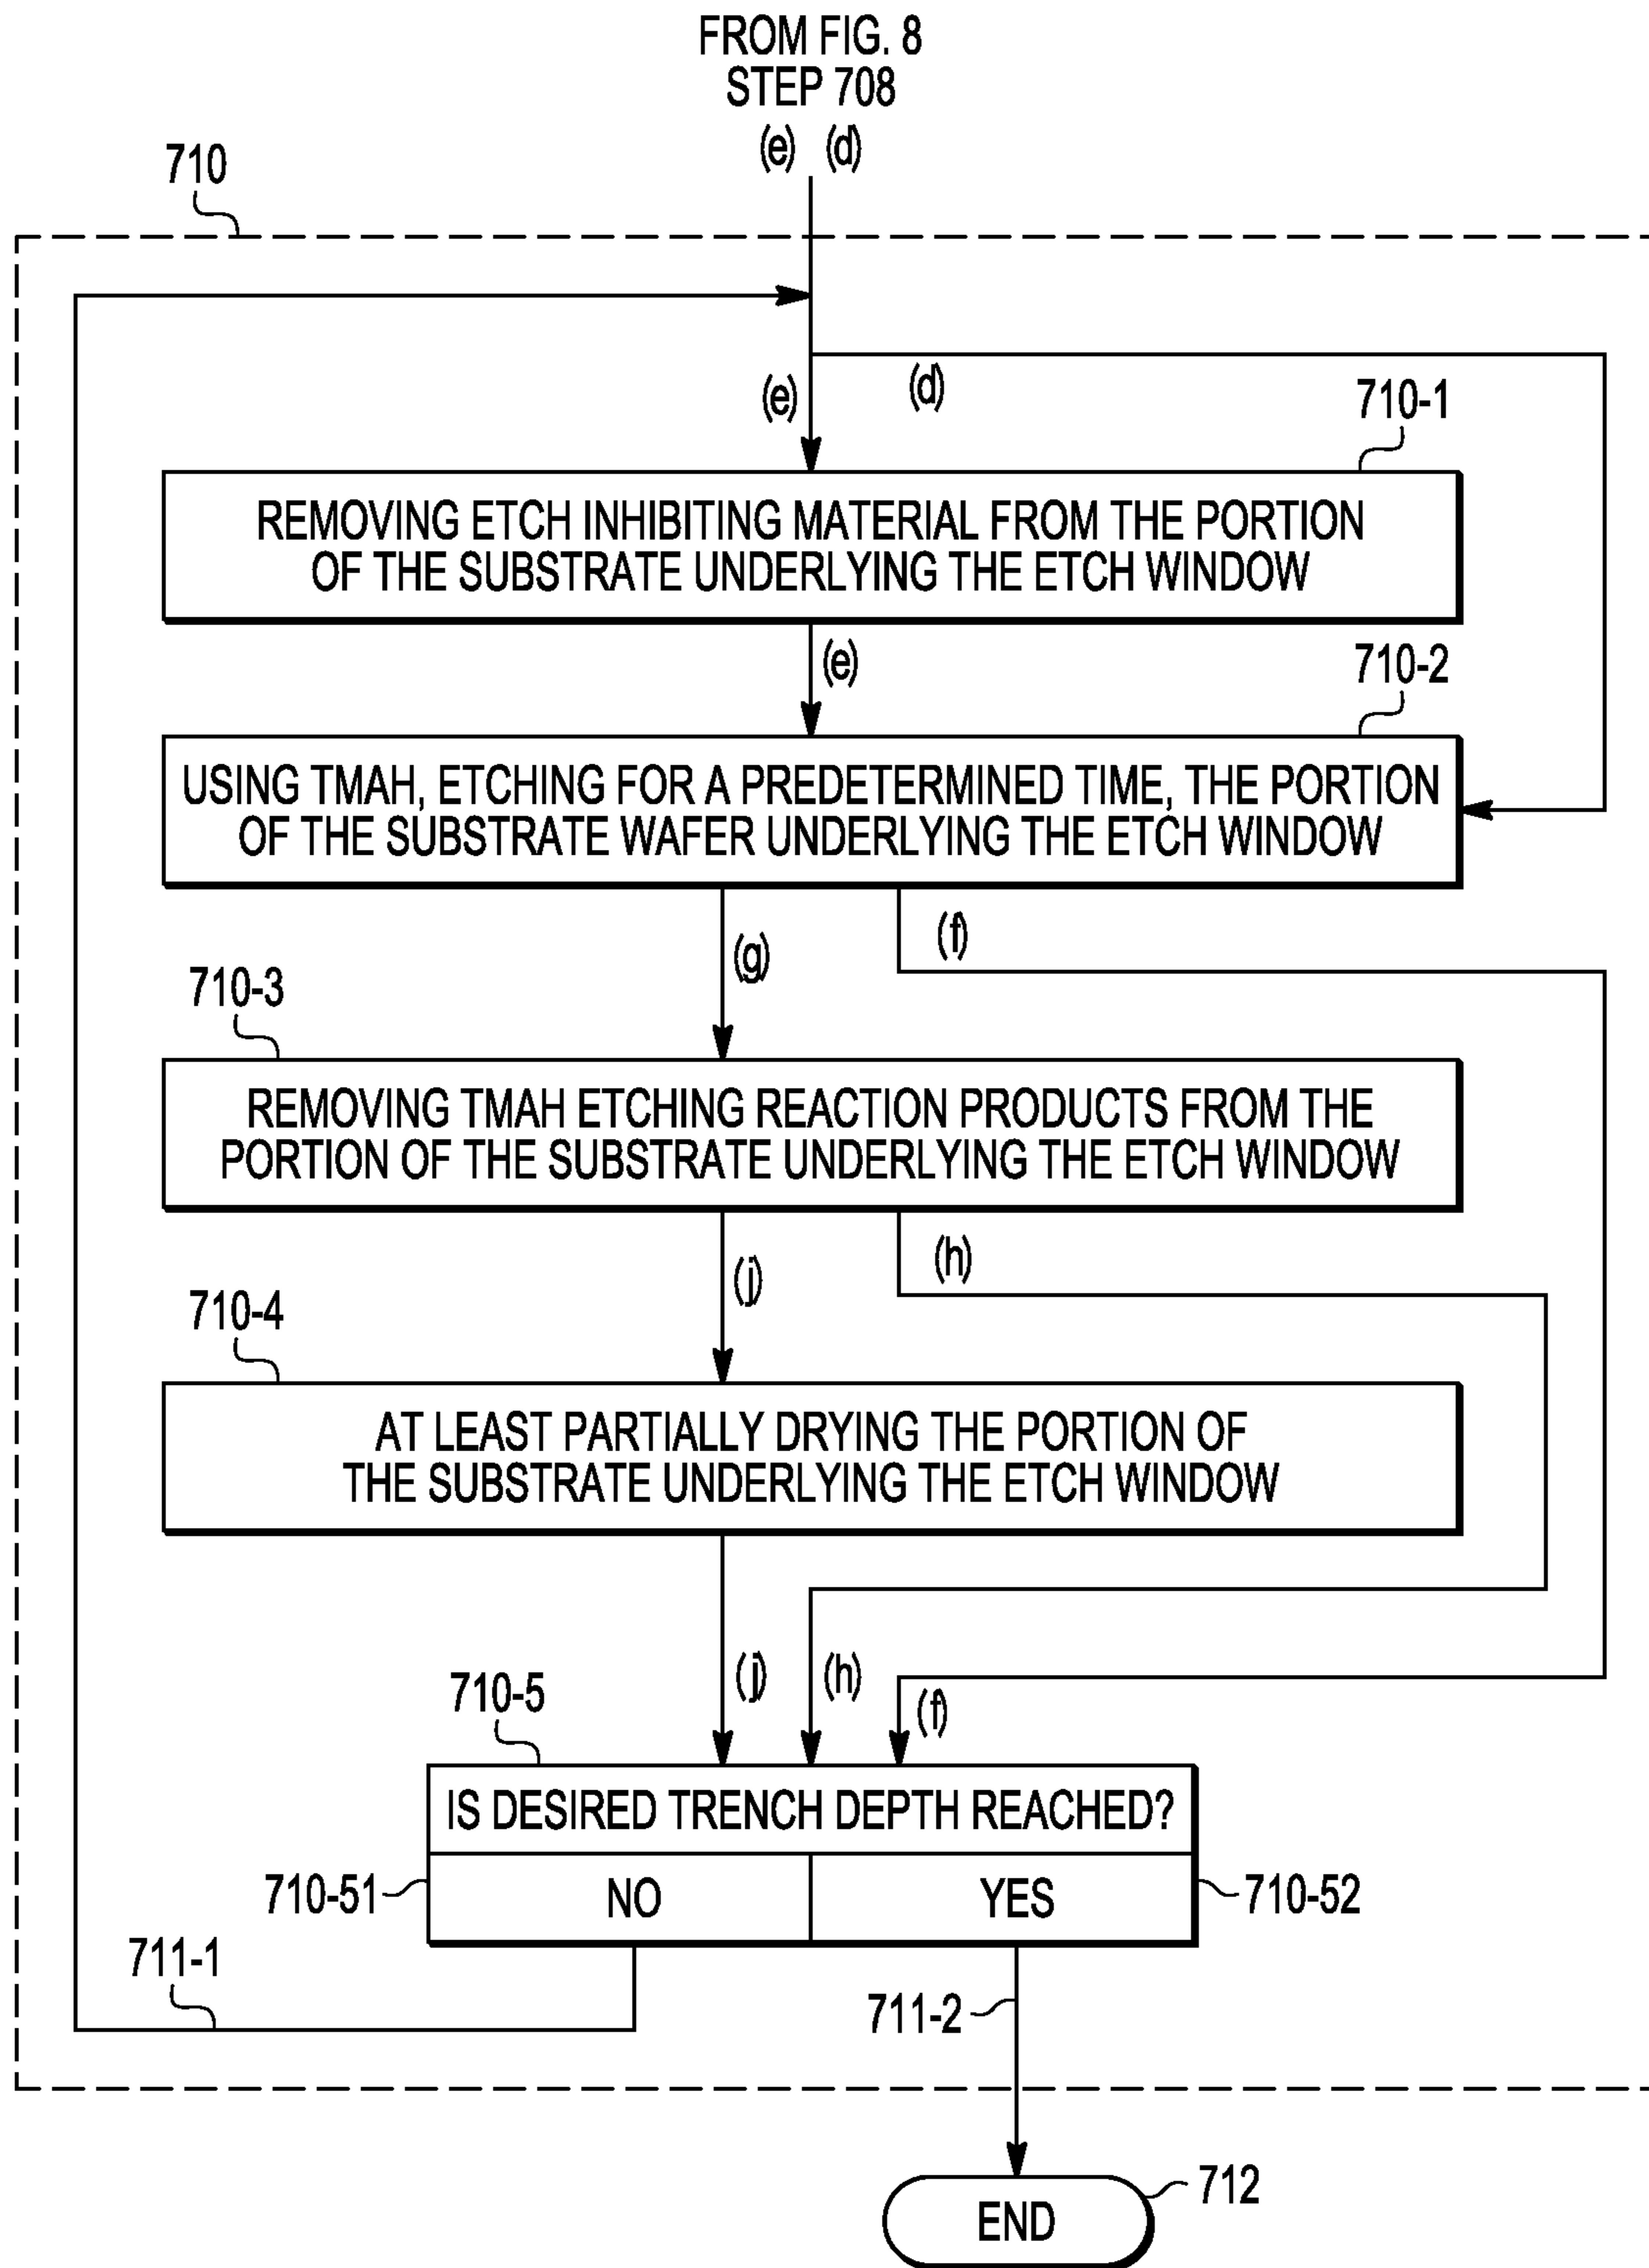 FROM FIG. 8
STEP 708
(e) (d)
710
(e)
(d)
710-1
REMOVING ETCH INHIBITING MATERIAL FROM THE PORTION
OF THE SUBSTRATE UNDERLYING THE ETCH WINDOW
(e)
710-2
USING TMAH, ETCHING FOR A PREDETERMINED TIME, THE PORTION
OF THE SUBSTRATE WAFER UNDERLYING THE ETCH WINDOW
(g)
(f)
710-3
REMOVING TMAH ETCHING REACTION PRODUCTS FROM THE
PORTION OF THE SUBSTRATE UNDERLYING THE ETCH WINDOW
(j)
(h)
710-4
AT LEAST PARTIALLY DRYING THE PORTION OF
THE SUBSTRATE UNDERLYING THE ETCH WINDOW
(j)
(h)
(f)
710-5
IS DESIRED TRENCH DEPTH REACHED?
710-51
NO
YES
710-52
711-1
711-2
712
END